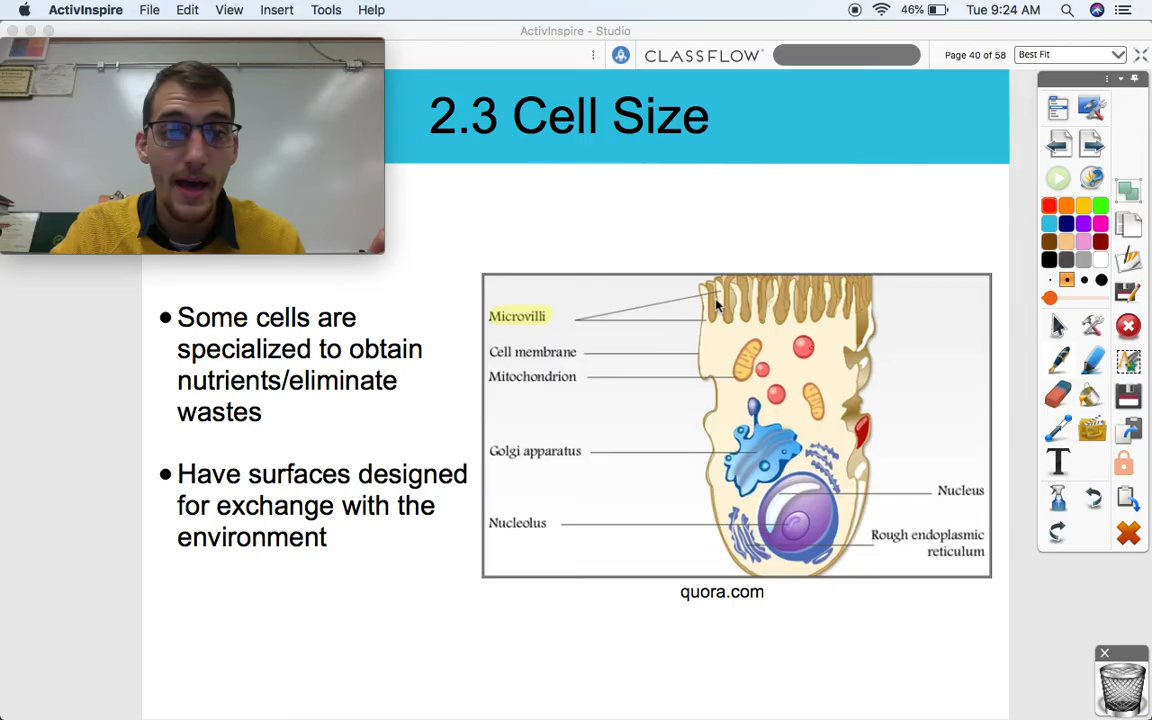 ActivInspire File Edit View Insert Tools Help 46% Tue 9:24 AM
ActivInspire - Studio
CLASSFLOW Page 40 of 58 Best Fit
2.3 Cell Size
• Some cells are
specialized to obtain
nutrients/eliminate
wastes
• Have surfaces designed
for exchange with the
environment
Microvilli
Cell membrane
Mitochondrion
Golgi apparatus
Nucleolus
Nucleus
Rough endoplasmic
reticulum
quora.com
T